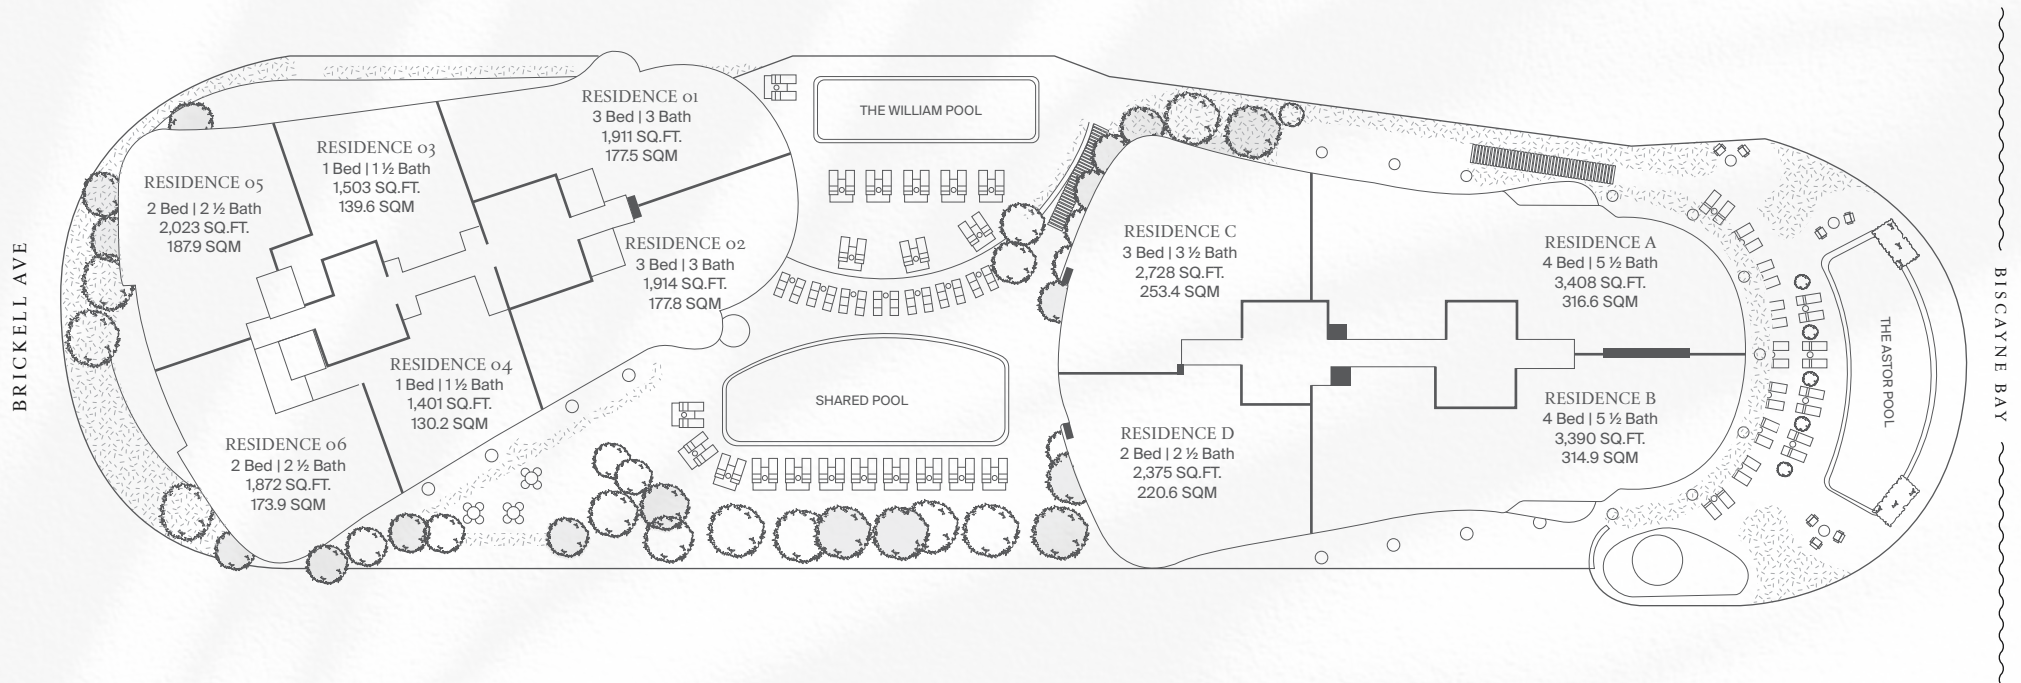 BRICKELL AVE
RESIDENCE 05
2 Bed | 2 ½ Bath
2,023 SQ.FT.
187.9 SQM
RESIDENCE 03
1 Bed | 1 ½ Bath
1,503 SQ.FT.
139.6 SQM
RESIDENCE 01
3 Bed | 3 Bath
1,911 SQ.FT.
177.5 SQM
RESIDENCE 02
3 Bed | 3 Bath
1,914 SQ.FT.
177.8 SQM
RESIDENCE 04
1 Bed | 1 ½ Bath
1,401 SQ.FT.
130.2 SQM
RESIDENCE 06
2 Bed | 2 ½ Bath
1,872 SQ.FT.
173.9 SQM
THE WILLIAM POOL
SHARED POOL
RESIDENCE C
3 Bed | 3 ½ Bath
2,728 SQ.FT.
253.4 SQM
RESIDENCE D
2 Bed | 2 ½ Bath
2,375 SQ.FT.
220.6 SQM
RESIDENCE A
4 Bed | 5 ½ Bath
3,408 SQ.FT.
316.6 SQM
RESIDENCE B
4 Bed | 5 ½ Bath
3,390 SQ.FT.
314.9 SQM
THE ASTOR POOL
BISCAYNE BAY